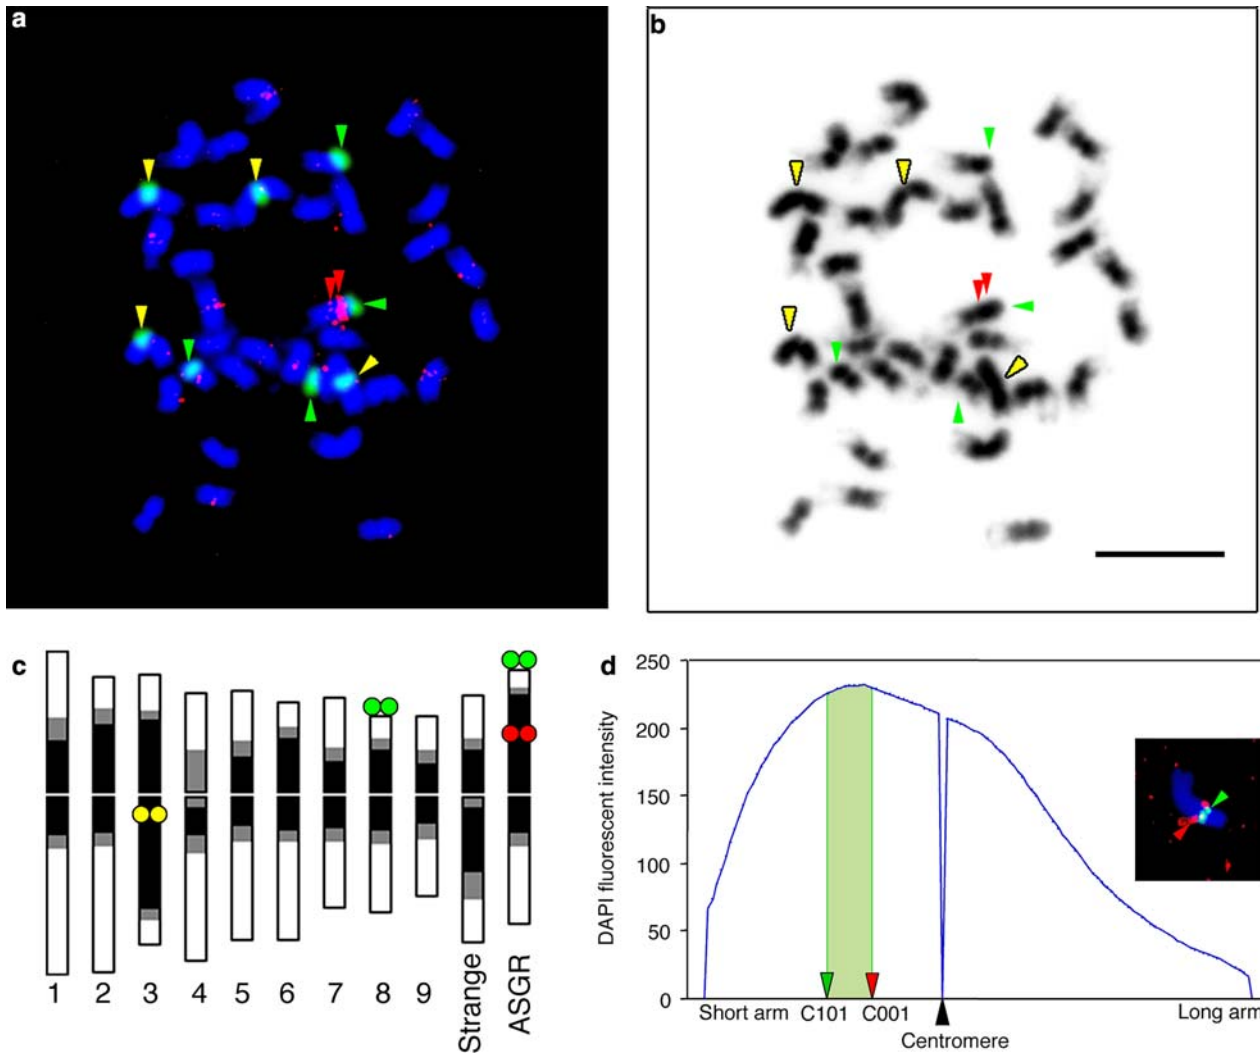 a
b
c
1 2 3 4 5 6 7 8 9 Strange ASGR
d
DAPI fluorescent intensity
250
200
150
100
50
0
Short arm C101 C001 Long arm
Centromere